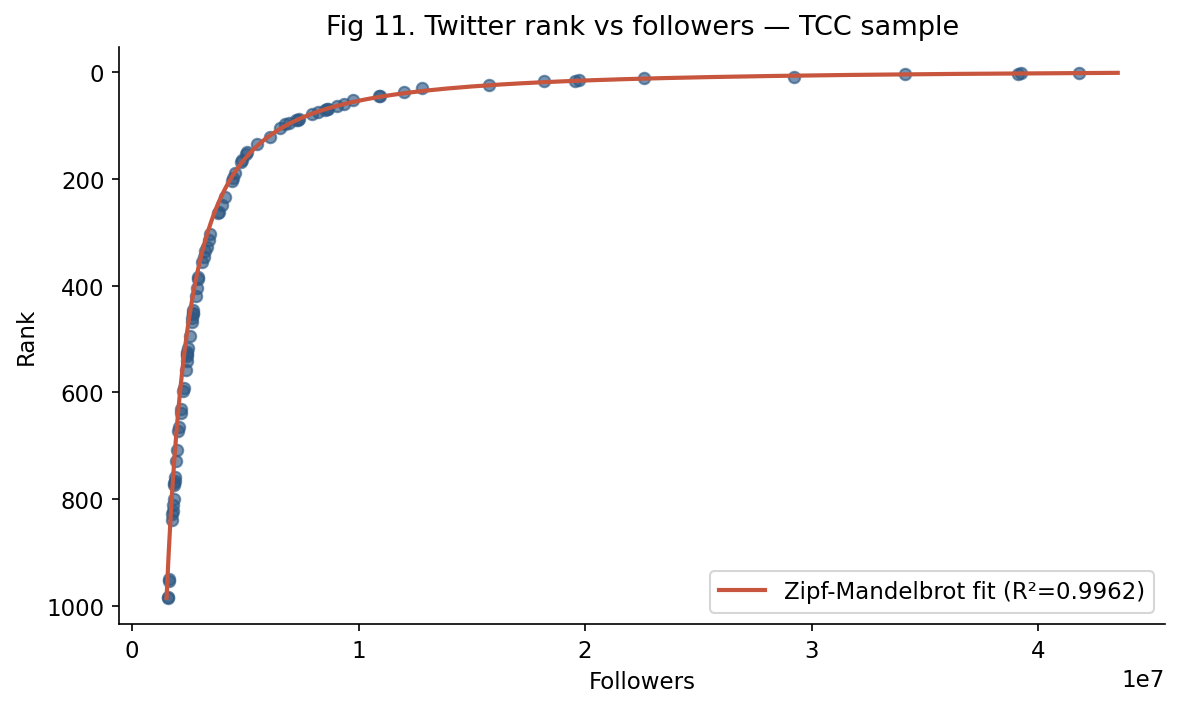 Fig 11. Twitter rank vs followers — TCC sample
0
200
400
600
800
1000
Rank
Zipf-Mandelbrot fit (R²=0.9962)
0 1 2 3 4
1e7
Followers